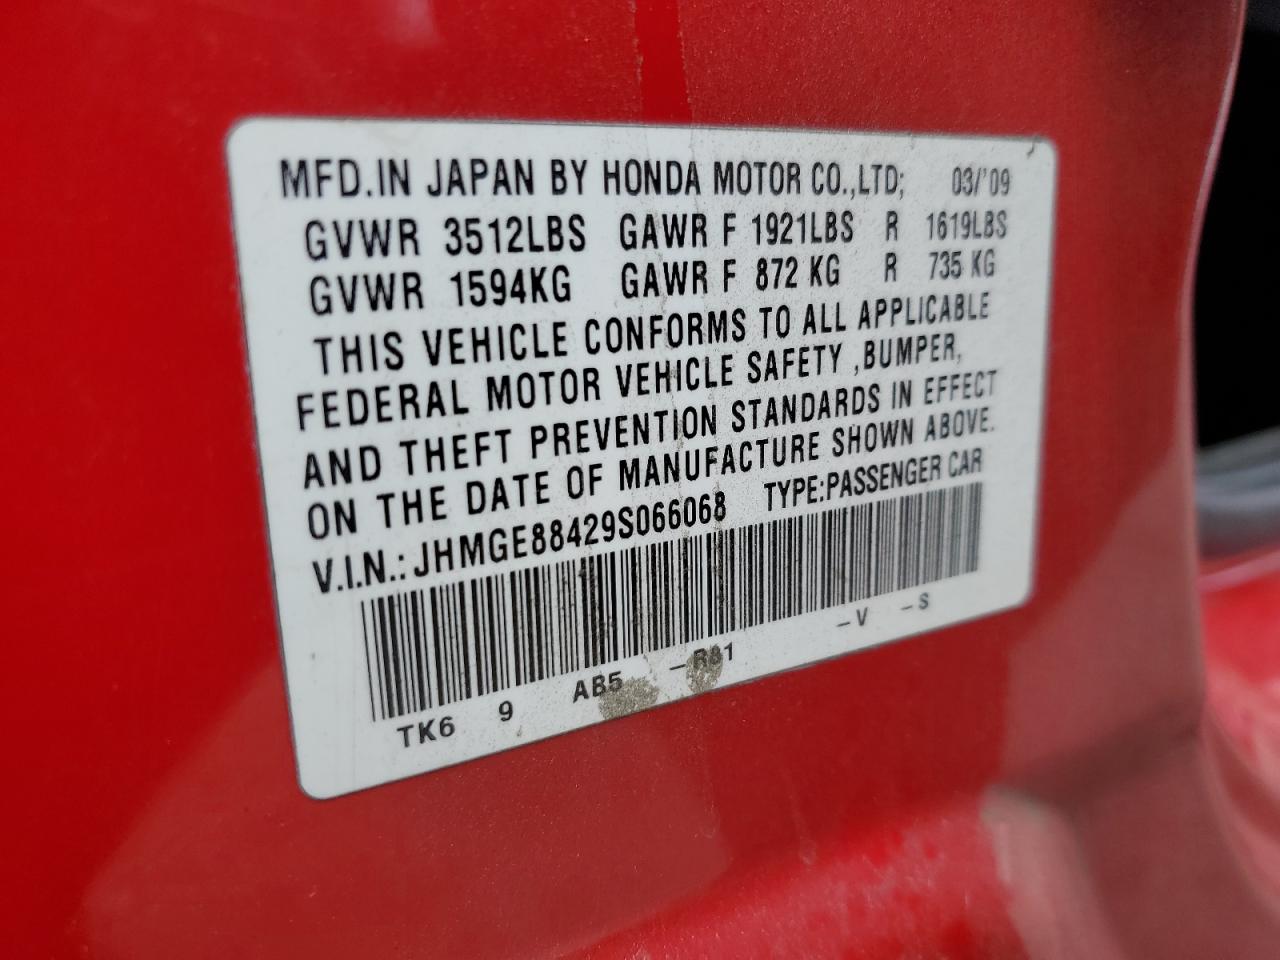 MFD.IN JAPAN BY HONDA MOTOR CO.,LTD; 03/'09
GVWR 3512LBS GAWR F 1921LBS R 1619LBS
GVWR 1594KG GAWR F 872 KG R 735 KG
THIS VEHICLE CONFORMS TO ALL APPLICABLE
FEDERAL MOTOR VEHICLE SAFETY ,BUMPER,
AND THEFT PREVENTION STANDARDS IN EFFECT
ON THE DATE OF MANUFACTURE SHOWN ABOVE.
V.I.N.: JHMGE88429S066068 TYPE:PASSENGER CAR
TK6 9 AB5 -R81 -V -S